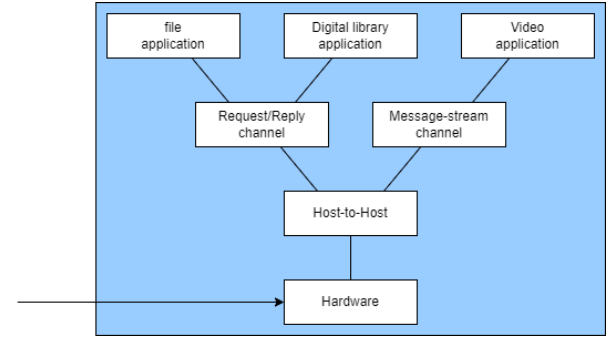 file
application
Digital library
application
Video
application
Request/Reply
channel
Message-stream
channel
Host-to-Host
Hardware